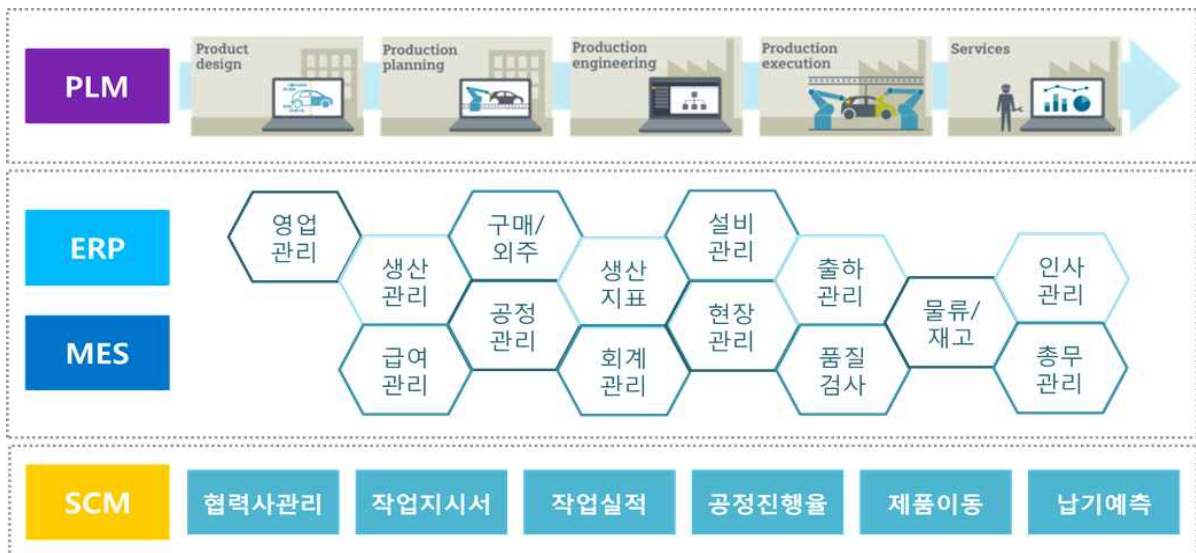 PLM
Product
design
Production
planning
Production
engineering
Production
execution
Services
ERP
MES
영업
관리
생산
관리
급여
관리
구매/
외주
공정
관리
생산
지표
회계
관리
설비
관리
현장
관리
출하
관리
품질
검사
물류/
재고
인사
관리
총무
관리
SCM
협력사관리
작업지시서
작업실적
공정진행율
제품이동
납기예측